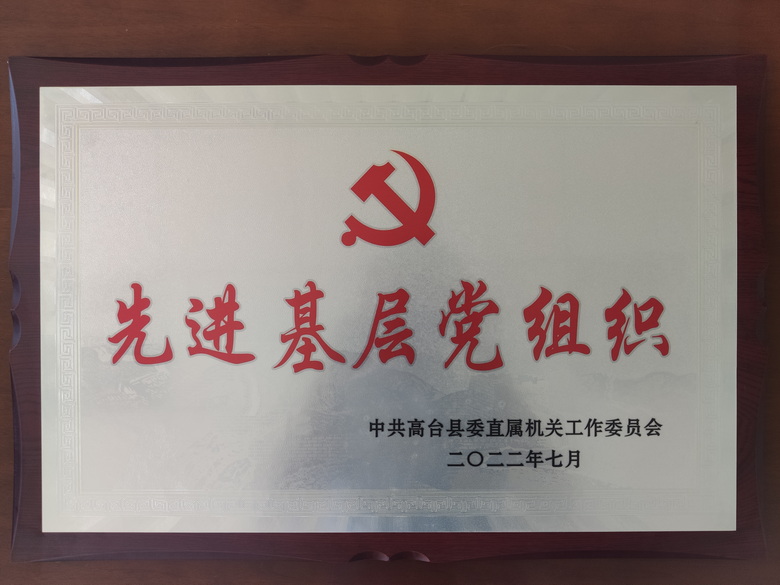 先进基层党组织
中共高台县委直属机关工作委员会
二〇二二年七月